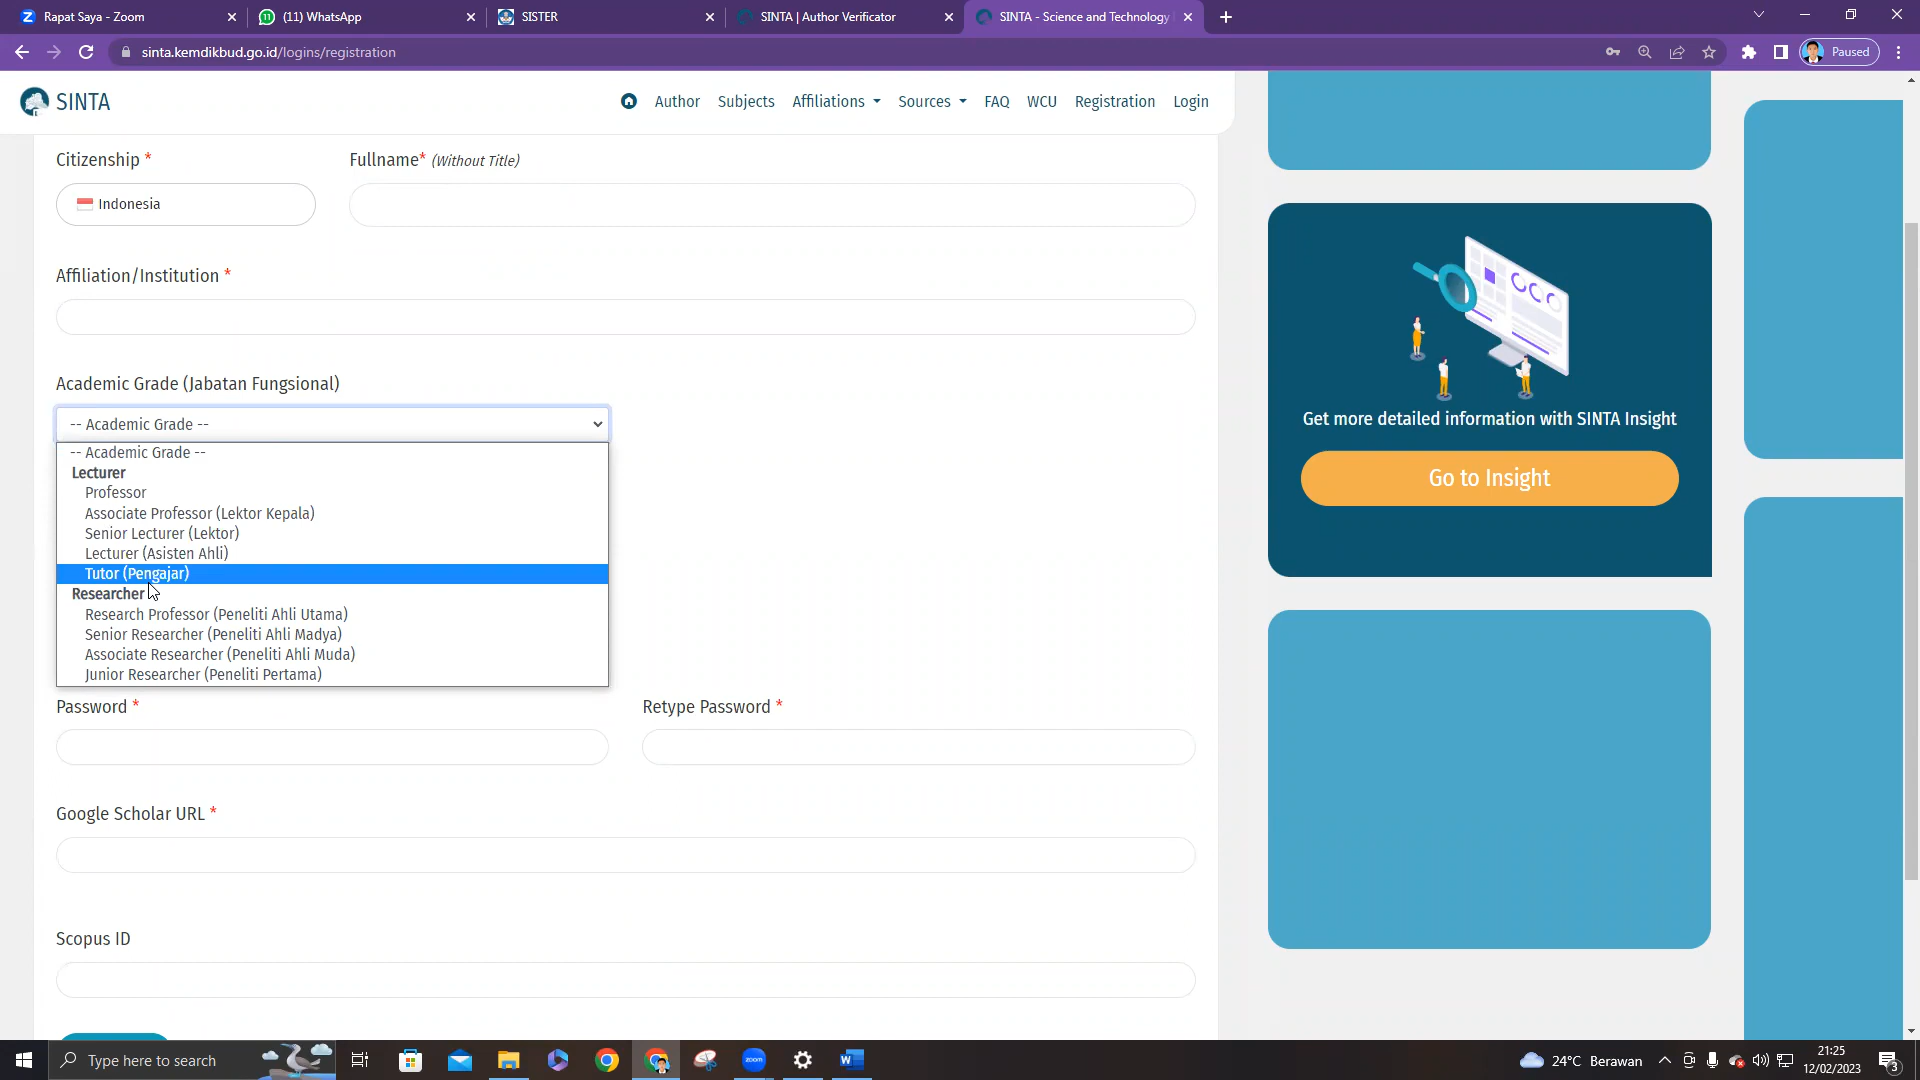 Rapat Saya - Zoom
(11) WhatsApp
SISTER
SINTA | Author Verificator
SINTA - Science and Technology
sinta.kemdikbud.go.id/logins/registration
Paused
SINTA
Author
Subjects
Affiliations
Sources
FAQ
WCU
Registration
Login
Citizenship *
Fullname* (Without Title)
Indonesia
Affiliation/Institution *
Academic Grade (Jabatan Fungsional)
-- Academic Grade --
-- Academic Grade --
Lecturer
Professor
Associate Professor (Lektor Kepala)
Senior Lecturer (Lektor)
Lecturer (Asisten Ahli)
Tutor (Pengajar)
Researcher
Research Professor (Peneliti Ahli Utama)
Senior Researcher (Peneliti Ahli Madya)
Associate Researcher (Peneliti Ahli Muda)
Junior Researcher (Peneliti Pertama)
Password *
Retype Password *
Google Scholar URL *
Scopus ID
Get more detailed information with SINTA Insight
Go to Insight
Type here to search
zoom
24°C Berawan
21:25
12/02/2023
3